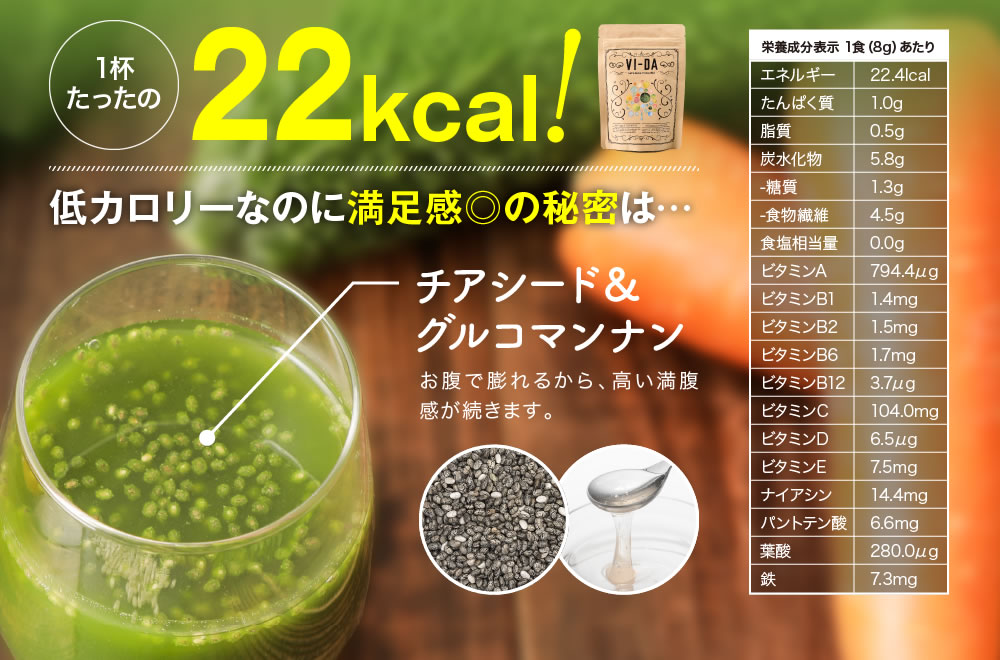 1杯
たったの
22kcal!
VI-DA
低カロリーなのに満足感◎の秘密は…
チアシード&
グルコマンナン
お腹で膨れるから、高い満腹
感が続きます。
栄養成分表示 1食(8g)あたり
エネルギー 22.4lcal
たんぱく質 1.0g
脂質 0.5g
炭水化物 5.8g
-糖質 1.3g
-食物繊維 4.5g
食塩相当量 0.0g
ビタミンA 794.4μg
ビタミンB1 1.4mg
ビタミンB2 1.5mg
ビタミンB6 1.7mg
ビタミンB12 3.7μg
ビタミンC 104.0mg
ビタミンD 6.5μg
ビタミンE 7.5mg
ナイアシン 14.4mg
パントテン酸 6.6mg
葉酸 280.0μg
鉄 7.3mg